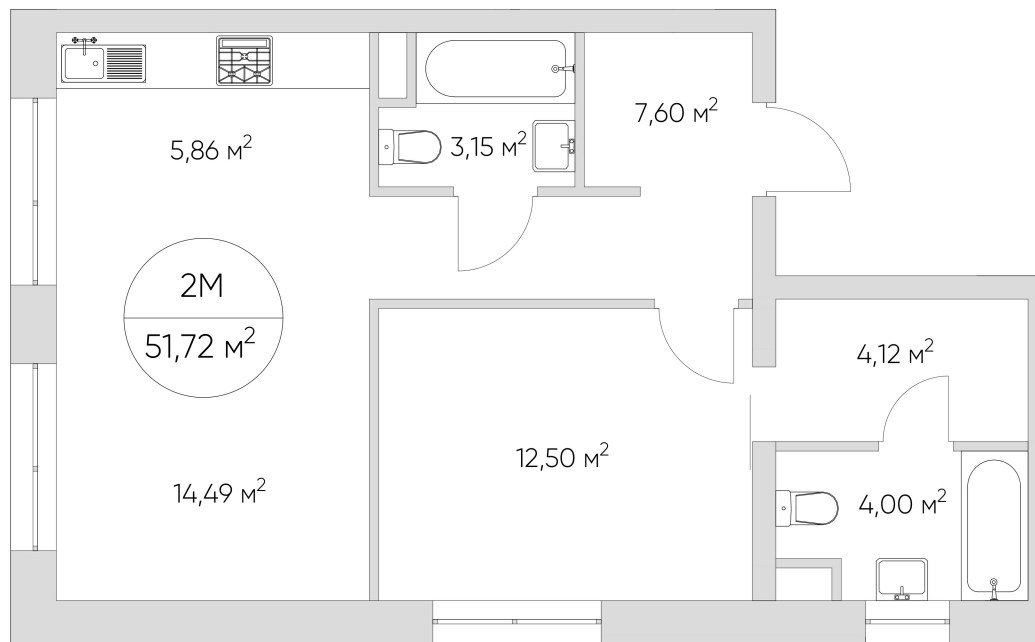 5,86 м²
3,15 м²
7,60 м²
2М
51,72 м²
4,12 м²
12,50 м²
14,49 м²
4,00 м²